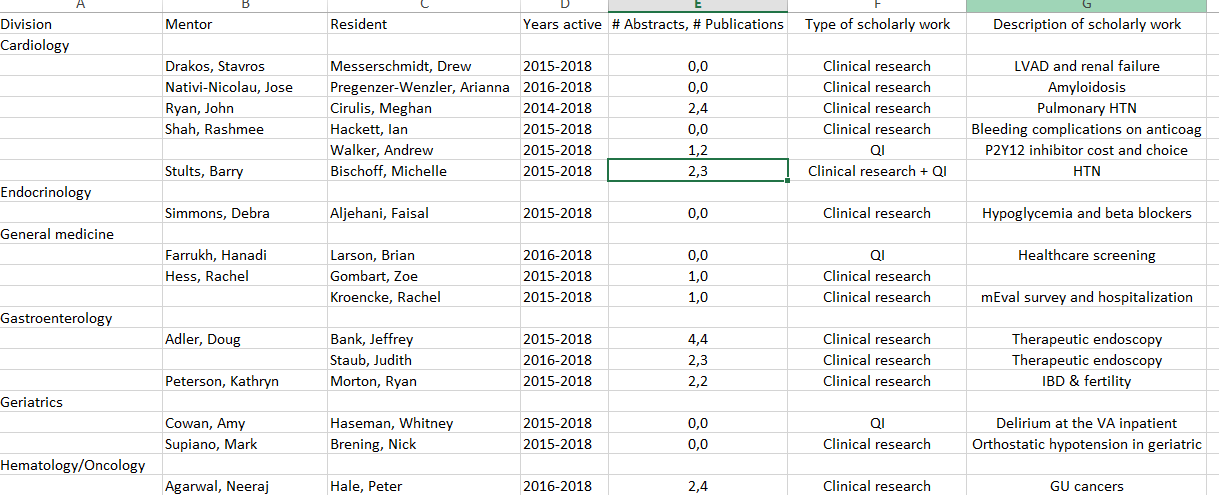 A B C D E F G
Division Mentor Resident Years active # Abstracts, # Publications Type of scholarly work Description of scholarly work
Cardiology
Drakos, Stavros Messerschmidt, Drew 2015-2018 0,0 Clinical research LVAD and renal failure
Nativi-Nicolau, Jose Pregenzer-Wenzler, Arianna 2016-2018 0,0 Clinical research Amyloidosis
Ryan, John Cirulis, Meghan 2014-2018 2,4 Clinical research Pulmonary HTN
Shah, Rashmee Hackett, Ian 2015-2018 0,0 Clinical research Bleeding complications on anticoag
Walker, Andrew 2015-2018 1,2 QI P2Y12 inhibitor cost and choice
Stults, Barry Bischoff, Michelle 2015-2018 2,3 Clinical research + QI HTN
Endocrinology
Simmons, Debra Aljehani, Faisal 2015-2018 0,0 Clinical research Hypoglycemia and beta blockers
General medicine
Farrukh, Hanadi Larson, Brian 2016-2018 0,0 QI Healthcare screening
Hess, Rachel Gombart, Zoe 2015-2018 1,0 Clinical research
Kroencke, Rachel 2015-2018 1,0 Clinical research mEval survey and hospitalization
Gastroenterology
Adler, Doug Bank, Jeffrey 2015-2018 4,4 Clinical research Therapeutic endoscopy
Staub, Judith 2016-2018 2,3 Clinical research Therapeutic endoscopy
Peterson, Kathryn Morton, Ryan 2015-2018 2,2 Clinical research IBD & fertility
Geriatrics
Cowan, Amy Haseman, Whitney 2015-2018 0,0 QI Delirium at the VA inpatient
Supiano, Mark Brening, Nick 2015-2018 0,0 Clinical research Orthostatic hypotension in geriatric
Hematology/Oncology
Agarwal, Neeraj Hale, Peter 2016-2018 2,4 Clinical research GU cancers